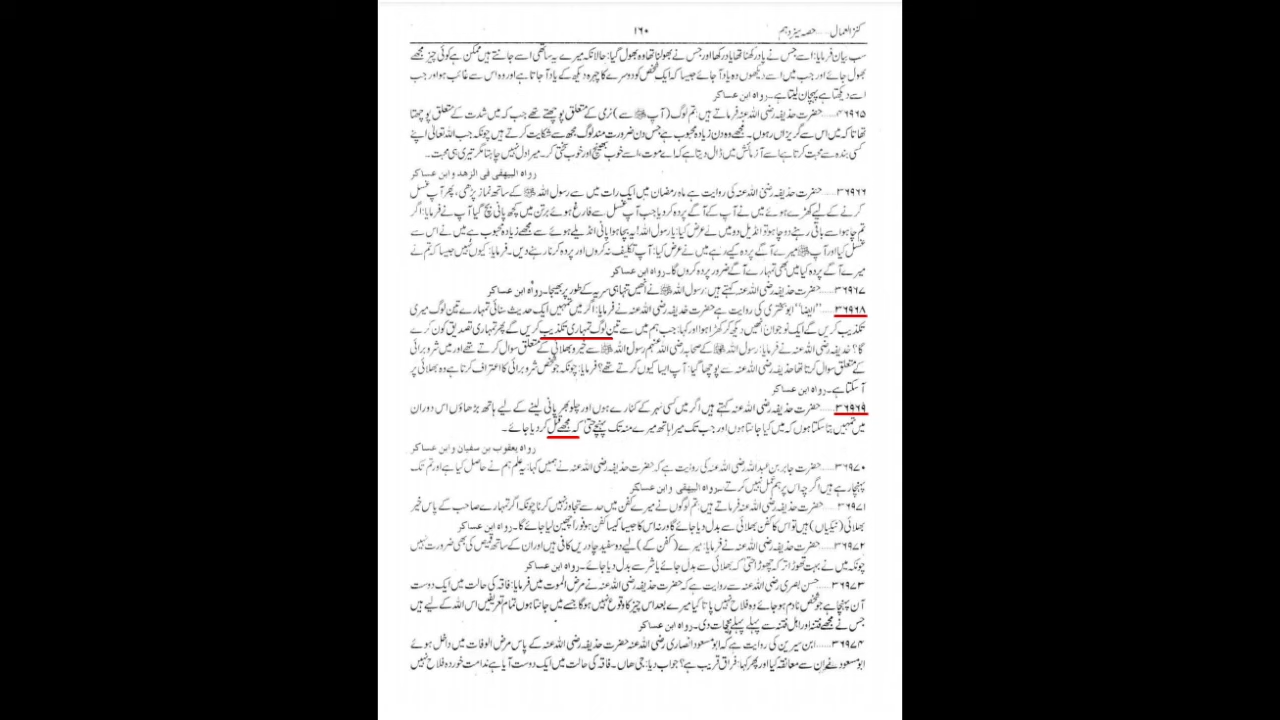 کنز العمال ..... حصہ سیزدہم ۱۶۰
سب بیان فرمایا: اسے جس نے یاد رکھنا تھا یاد رکھا اور جس نے بھولنا تھا وہ بھول گیا: حالانکہ میرے یہ ساتھی اسے جانتے ہیں ممکن ہے کوئی چیز مجھے
بھول جائے اور جب میں اسے دیکھوں وہ یاد آ جائے جیسا کہ ایک شخص کو دوسرے کا چہرہ دیکھ کے یاد آ جاتا ہے اور وہ اس سے غائب ہو اور جب
اسے دیکھتا ہے پہچان لیتا ہے۔ رواہ ابن عساکر
۳۶۹۶۵..... حضرت حذیفہ رضی اللہ عنہ فرماتے ہیں: تم لوگ (آپ ﷺ سے) نرمی کے متعلق پوچھتے تھے جب کہ میں شدت کے متعلق پوچھتا
تھا تا کہ میں اس سے گریزاں رہوں۔ مجھے وہ دن زیادہ محبوب ہے جس دن ضرورت مند لوگ مجھ سے شکایت کرتے ہیں چونکہ جب اللہ تعالیٰ اپنے
کسی بندہ سے محبت کرتا ہے اسے آزمائش میں ڈال دیتا ہے کہ اے موت، اسے خوب بھینچ اور خوب سختی کر۔ میرا دل نہیں چاہتا مگر تیری ہی محبت۔
رواہ البیھقی فی الزھد وابن عساکر
۳۶۹۶۶..... حضرت حذیفہ رضی اللہ عنہ کی روایت ہے ماہ رمضان میں ایک رات میں سے رسول اللہ ﷺ کے ساتھ نماز پڑھی، پھر آپ غسل
کرنے کے لیے کھڑے ہوئے میں نے آپ کے آگے پردہ کر دیا جب آپ غسل سے فارغ ہوئے برتن میں کچھ پانی بچ گیا آپ نے فرمایا: اگر
تم چاہو اسے باقی رہنے دو چاہو تو انڈیل دو میں نے عرض کیا: یا رسول اللہ! یہ بچا ہوا پانی انڈیلے ہوئے سے مجھے زیادہ محبوب ہے میں نے اس سے
غسل کیا اور آپ ﷺ میرے آگے پردہ کیے رہے میں نے عرض کیا: آپ تکلیف نہ کروں اور پردہ کرنا رہنے دیں۔ فرمایا: کیوں نہیں جیسا کہ تم نے
میرے آگے پردہ کیا میں بھی تمہارے آگے ضرور پردہ کروں گا۔ رواہ ابن عساکر
۳۶۹۶۷..... حضرت حذیفہ رضی اللہ عنہ کہتے ہیں: رسول اللہ ﷺ نے انھیں تنہا ہی سریہ کے طور پر بھیجا۔ رواہ ابن عساکر
۳۶۹۶۸..... "ایضاً" ابو بختری کی روایت ہے حضرت حذیفہ رضی اللہ عنہ نے فرمایا: اگر میں تمہیں ایک حدیث سنائی تمہارے تین لوگ میری
تکذیب کریں گے ایک نوجوان انھیں دیکھ کر کھڑا ہوا اور کہا: جب ہم میں سے تین لوگ تمہاری تکذیب کریں گے پھر تمہاری تصدیق کون کرے
گا؟ حذیفہ رضی اللہ عنہ نے فرمایا: رسول اللہ ﷺ کے صحابہ رضی اللہ عنہم رسول اللہ ﷺ سے خیر و بھلائی کے متعلق سوال کرتے تھے اور میں شر و برائی
کے متعلق سوال کرتا تھا حذیفہ رضی اللہ عنہ سے پوچھا گیا: آپ ایسا کیوں کرتے تھے؟ فرمایا: چونکہ جو شخص شر و برائی کا اعتراف کرتا ہے وہ بھلائی پر
آ سکتا ہے۔ رواہ ابن عساکر
۳۶۹۶۹..... حضرت حذیفہ رضی اللہ عنہ کہتے ہیں اگر میں کسی نہر کے کنارے ہوں اور چلو بھر پانی لینے کے لیے ہاتھ بڑھاؤں اس دوران
میں تمہیں بتا سکتا ہوں کہ میں کیا جانتا ہوں اور جب تک میرا ہاتھ میرے منہ تک پہنچے حتیٰ کہ مجھے قتل کر دیا جائے۔
رواہ یعقوب بن سفیان وابن عساکر
۳۶۹۷۰..... حضرت جابر بن عبداللہ رضی اللہ عنہ کی روایت ہے کہ حضرت حذیفہ رضی اللہ عنہ نے ہمیں کہا: یہ علم ہم نے حاصل کیا ہے اور تم تک
پہنچا رہے ہیں اگر چہ اس پر ہم عمل نہیں کرتے۔ رواہ البیھقی وابن عساکر
۳۶۹۷۱..... حضرت حذیفہ رضی اللہ عنہ فرماتے ہیں: تم لوگوں نے میرے کفن میں حد سے تجاوز نہیں کرنا چونکہ اگر تمہارے صاحب کے پاس خیر
بھلائی (نیکیاں) ہیں تو اس کا کفن بھلائی سے بدل دیا جائے گا ورنہ اس کا جیسا کیسا کفن ہو فوراً چھین لیا جائے گا۔ رواہ ابن عساکر
۳۶۹۷۲..... حضرت حذیفہ رضی اللہ عنہ نے فرمایا: میرے (کفن کے) لیے دو سفید چادریں کافی ہیں اور ان کے ساتھ قمیص کی بھی ضرورت نہیں
چونکہ میں نے بہت تھوڑا ترکہ چھوڑا حتیٰ کہ بھلائی سے بدل جائے یا شر سے بدل دیا جائے۔ رواہ ابن عساکر
۳۶۹۷۳..... حسن بصری رضی اللہ عنہ سے روایت ہے کہ حضرت حذیفہ رضی اللہ عنہ نے مرض الموت میں فرمایا: فاقہ کی حالت میں ایک دوست
آن پہنچا ہے جو شخص نادم ہو جائے وہ فلاح نہیں پاتا کیا میرے بعد اس چیز کا وقوع نہیں ہوگا جسے میں جانتا ہوں تمام تعریفیں اس اللہ کے لیے ہیں
جس نے مجھے فتنہ اور اہل فتنہ سے پہلے پہلے نجات دی۔ رواہ ابن عساکر
۳۶۹۷۴..... ابن سیرین کی روایت ہے کہ ابو مسعود انصاری رضی اللہ عنہ حضرت حذیفہ رضی اللہ عنہ کے پاس مرض الوفات میں داخل ہوئے
ابو مسعود نے ان سے معانقہ کیا اور پھر کہا: فراق قریب ہے؟ جواب دیا: جی ھاں۔ فاقہ کی حالت میں ایک دوست آیا ہے ندامت خوردہ فلاح نہیں